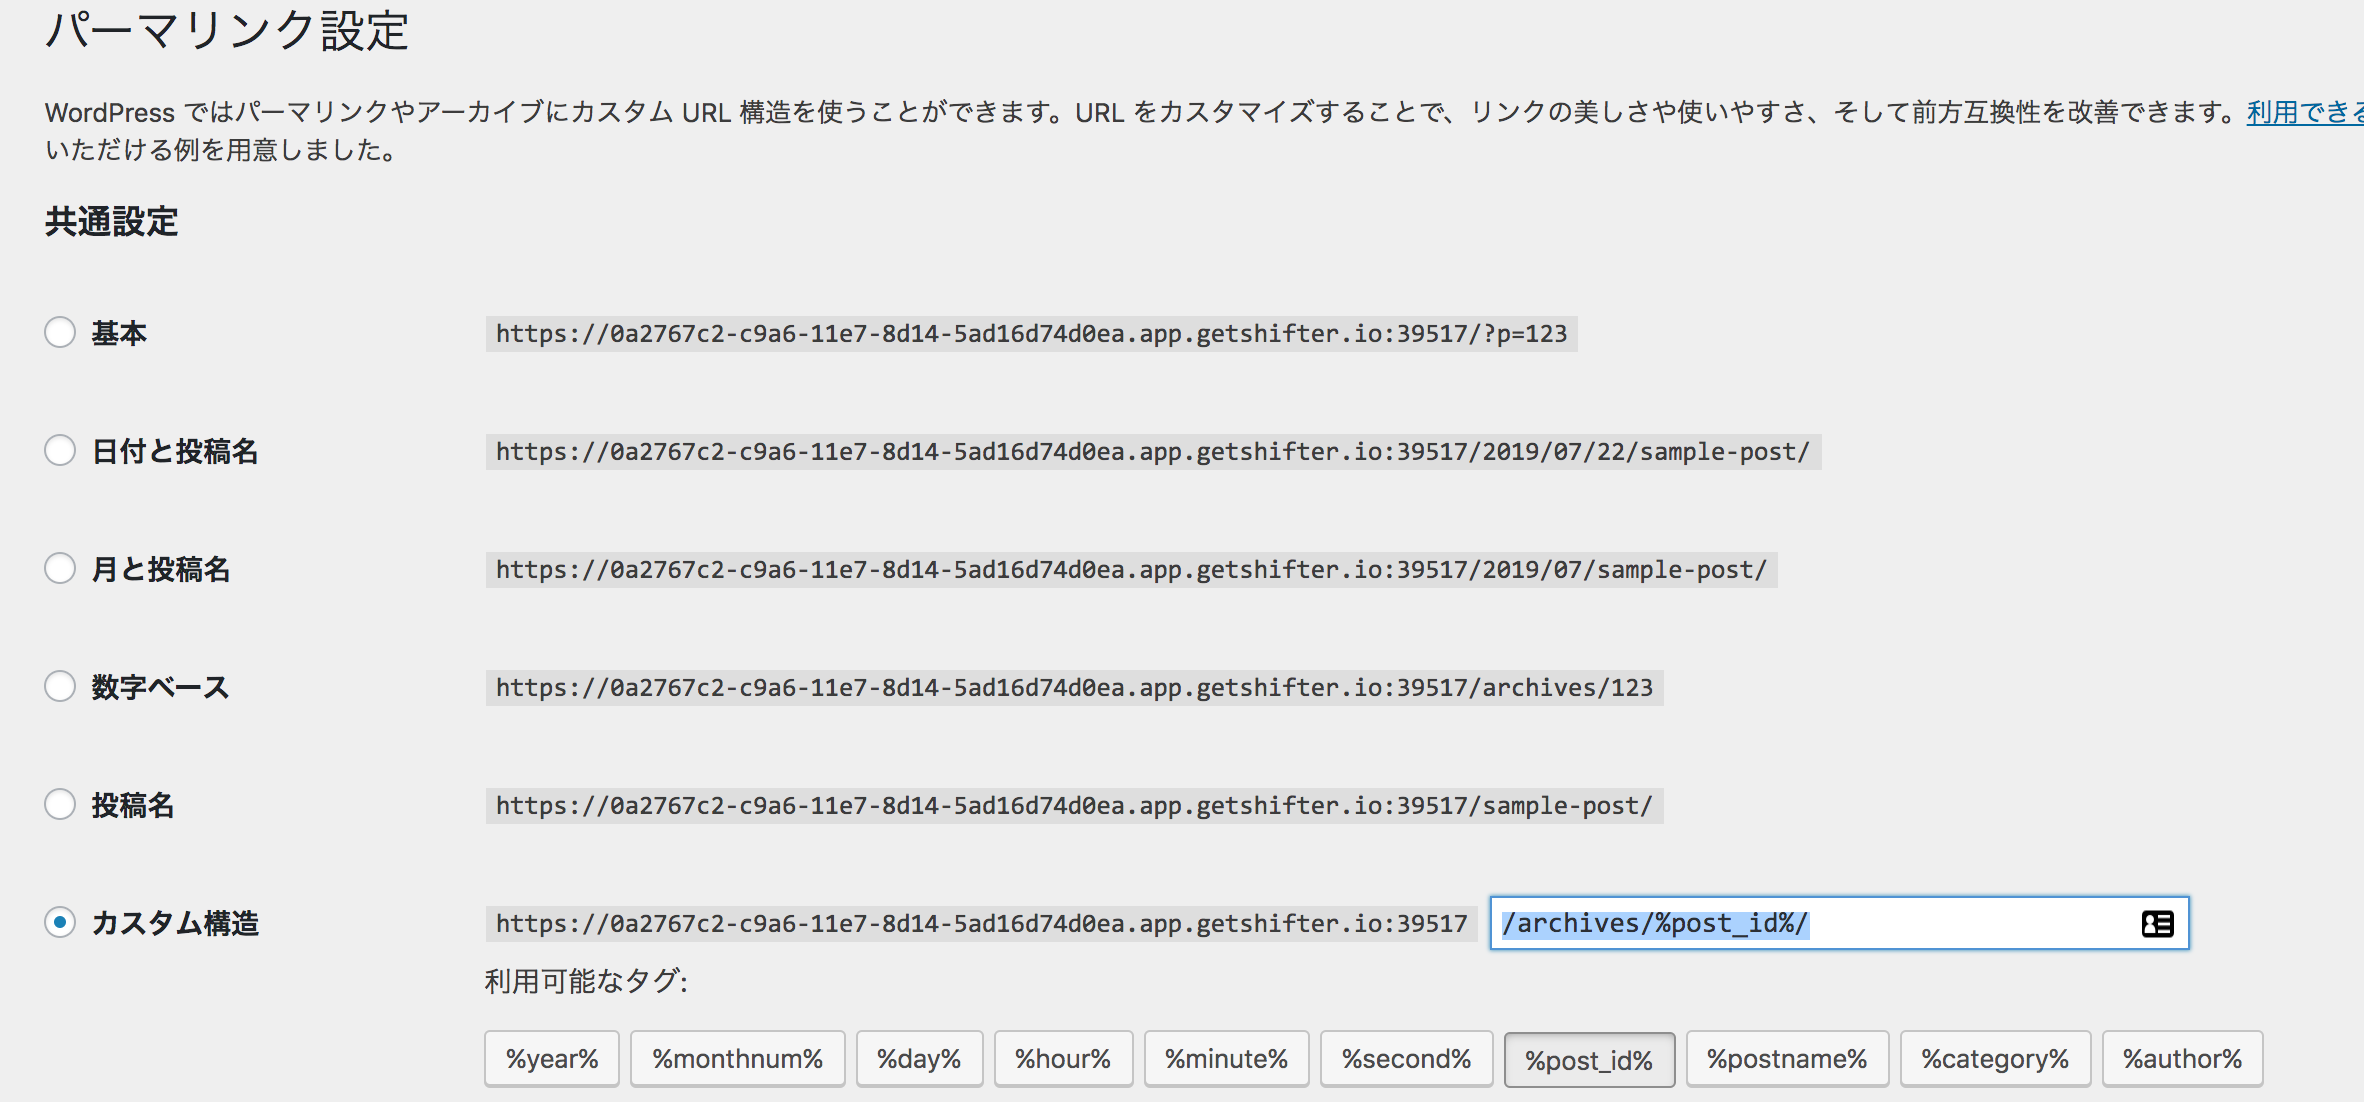 パーマリンク設定
WordPress ではパーマリンクやアーカイブにカスタム URL 構造を使うことができます。URL をカスタマイズすることで、リンクの美しさや使いやすさ、そして前方互換性を改善できます。利用できる
いただける例を用意しました。
共通設定
基本 https://0a2767c2-c9a6-11e7-8d14-5ad16d74d0ea.app.getshifter.io:39517/?p=123
日付と投稿名 https://0a2767c2-c9a6-11e7-8d14-5ad16d74d0ea.app.getshifter.io:39517/2019/07/22/sample-post/
月と投稿名 https://0a2767c2-c9a6-11e7-8d14-5ad16d74d0ea.app.getshifter.io:39517/2019/07/sample-post/
数字ベース https://0a2767c2-c9a6-11e7-8d14-5ad16d74d0ea.app.getshifter.io:39517/archives/123
投稿名 https://0a2767c2-c9a6-11e7-8d14-5ad16d74d0ea.app.getshifter.io:39517/sample-post/
カスタム構造 https://0a2767c2-c9a6-11e7-8d14-5ad16d74d0ea.app.getshifter.io:39517 /archives/%post_id%/
利用可能なタグ:
%year% %monthnum% %day% %hour% %minute% %second% %post_id% %postname% %category% %author%